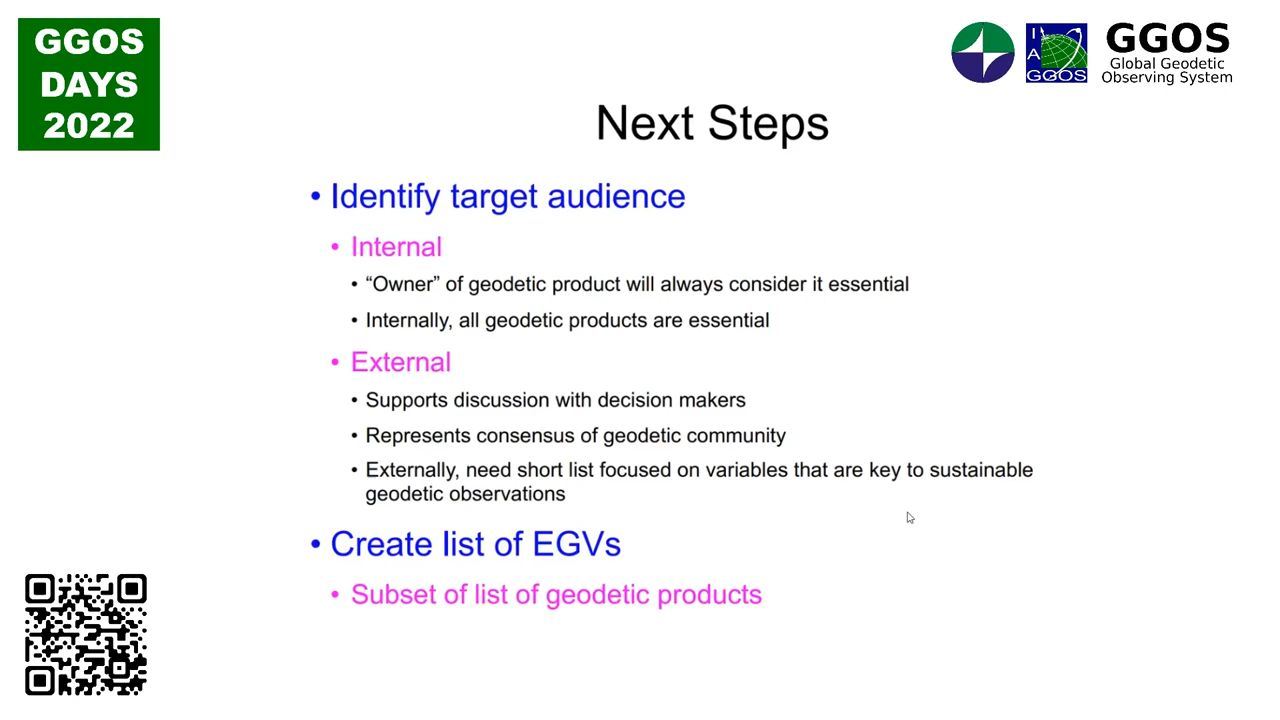 GGOS
DAYS
2022
I
A
GGOS
GGOS
Global Geodetic
Observing System
Next Steps
• Identify target audience
• Internal
• “Owner” of geodetic product will always consider it essential
• Internally, all geodetic products are essential
• External
• Supports discussion with decision makers
• Represents consensus of geodetic community
• Externally, need short list focused on variables that are key to sustainable
geodetic observations
• Create list of EGVs
• Subset of list of geodetic products